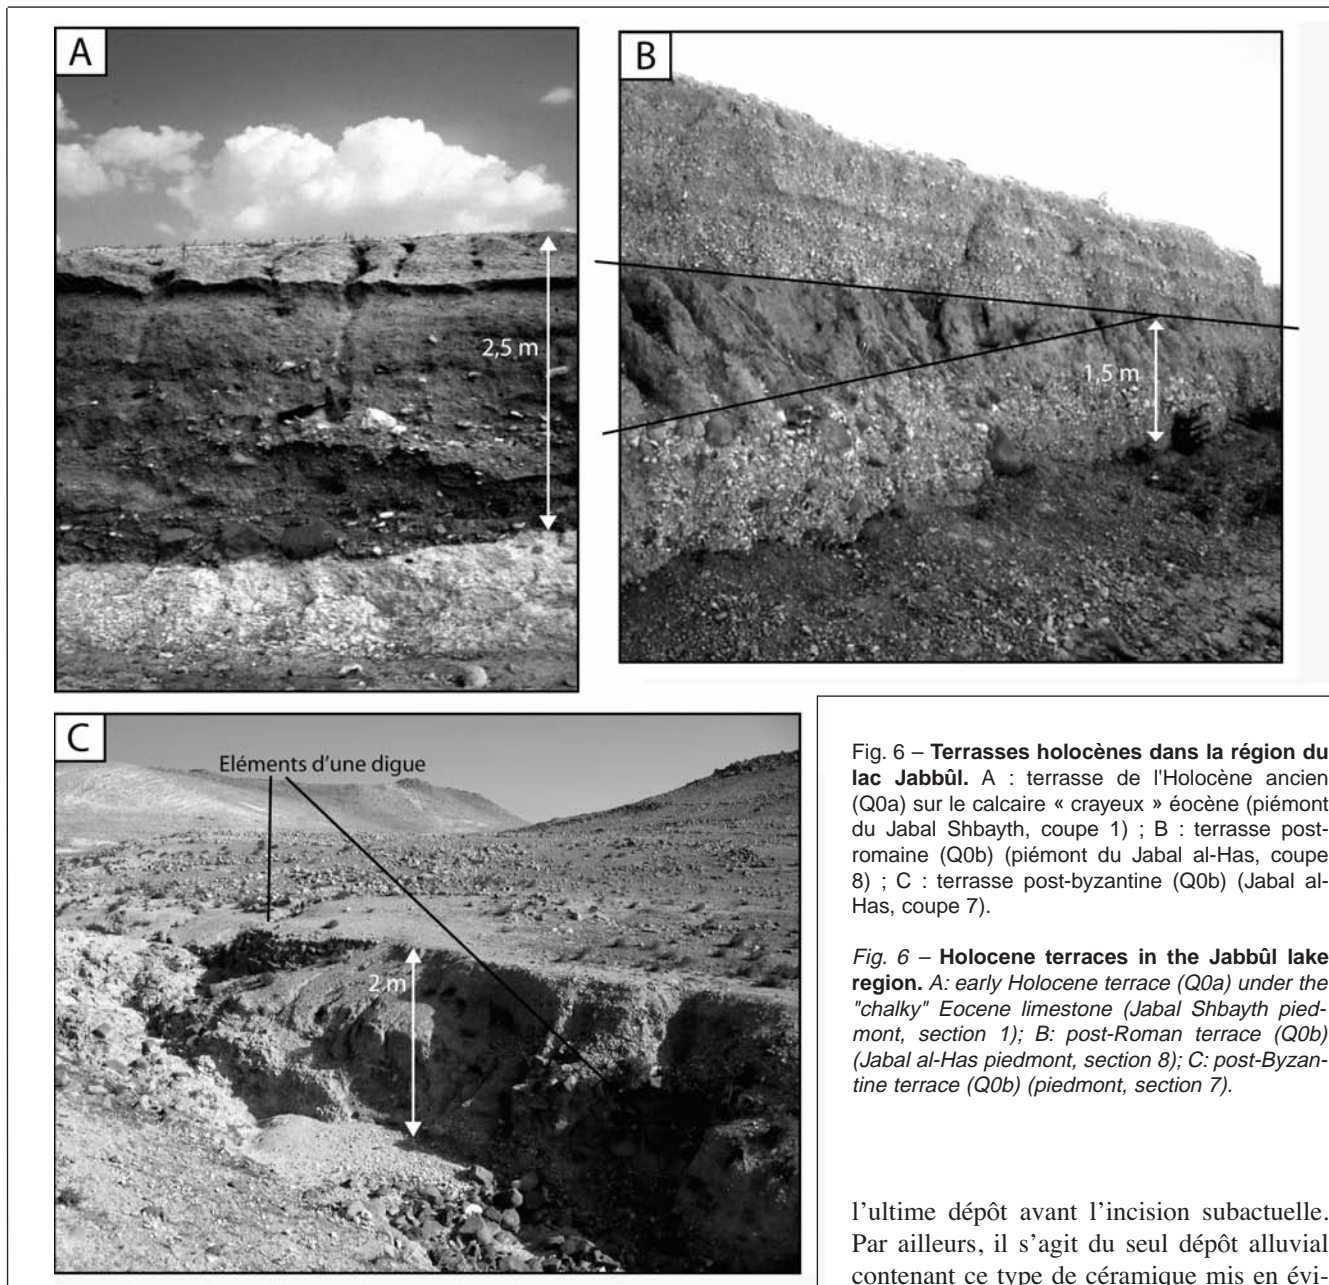 A
2,5 m
B
1,5 m
C
Eléments d'une digue
2 m
Fig. 6 – Terrasses holocènes dans la région du
lac Jabbûl. A : terrasse de l'Holocène ancien
(Q0a) sur le calcaire « crayeux » éocène (piémont
du Jabal Shbayth, coupe 1) ; B : terrasse post-
romaine (Q0b) (piémont du Jabal al-Has, coupe
8) ; C : terrasse post-byzantine (Q0b) (Jabal al-
Has, coupe 7).
Fig. 6 – Holocene terraces in the Jabbûl lake
region. A: early Holocene terrace (Q0a) under the
"chalky" Eocene limestone (Jabal Shbayth pied-
mont, section 1); B: post-Roman terrace (Q0b)
(Jabal al-Has piedmont, section 8); C: post-Byzan-
tine terrace (Q0b) (piedmont, section 7).
l'ultime dépôt avant l'incision subactuelle.
Par ailleurs, il s'agit du seul dépôt alluvial
contenant ce type de céramique mis en évi-